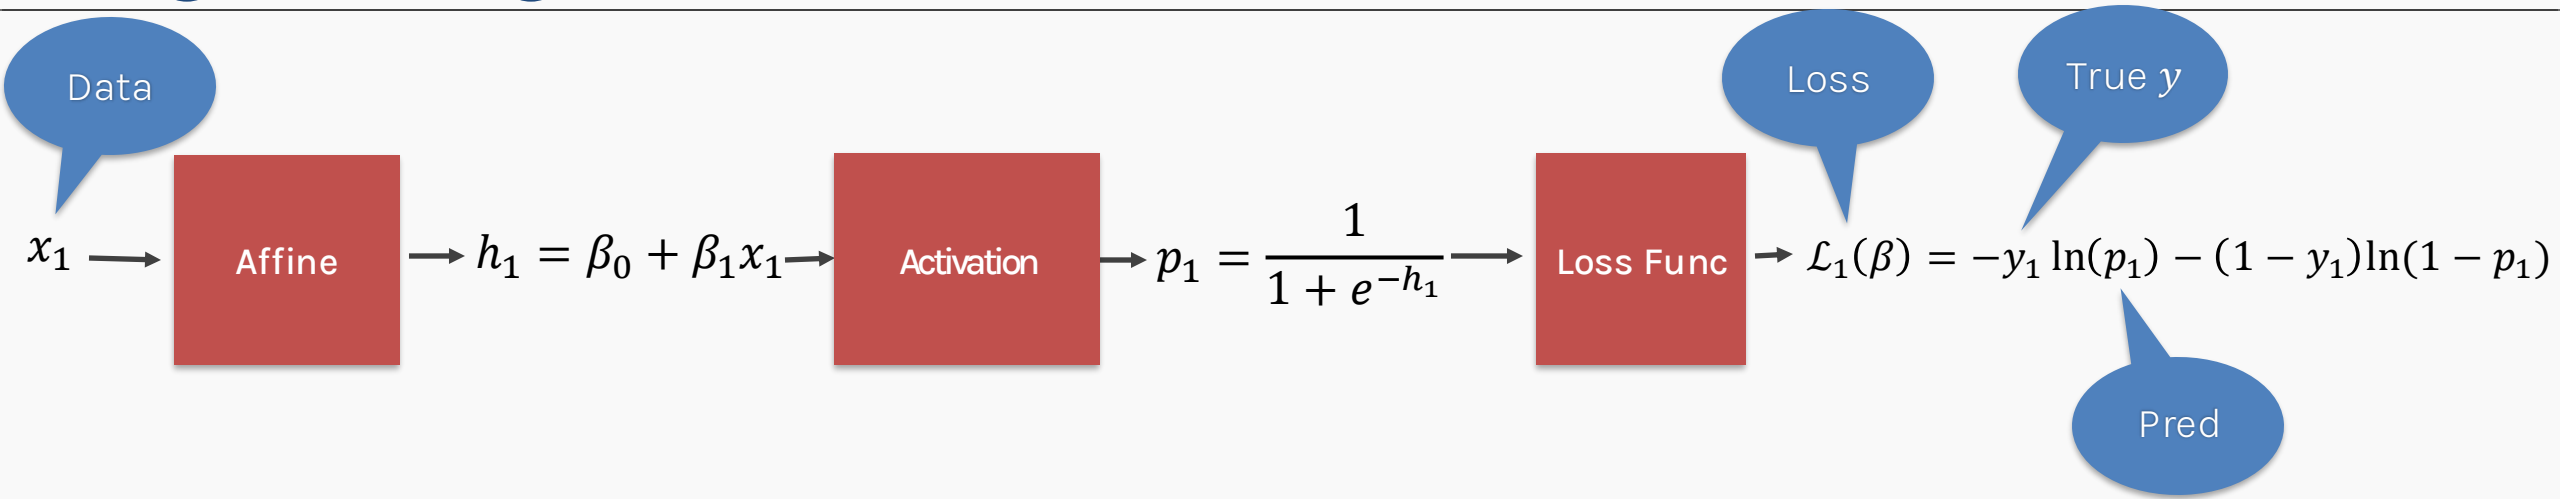 Data
Loss
True y
x₁
Affine
h₁ = β₀ + β₁x₁
Activation
p₁ = 1 / (1 + e^(−h₁))
Loss Func
ℒ₁(β) = −y₁ ln(p₁) − (1 − y₁)ln(1 − p₁)
Pred